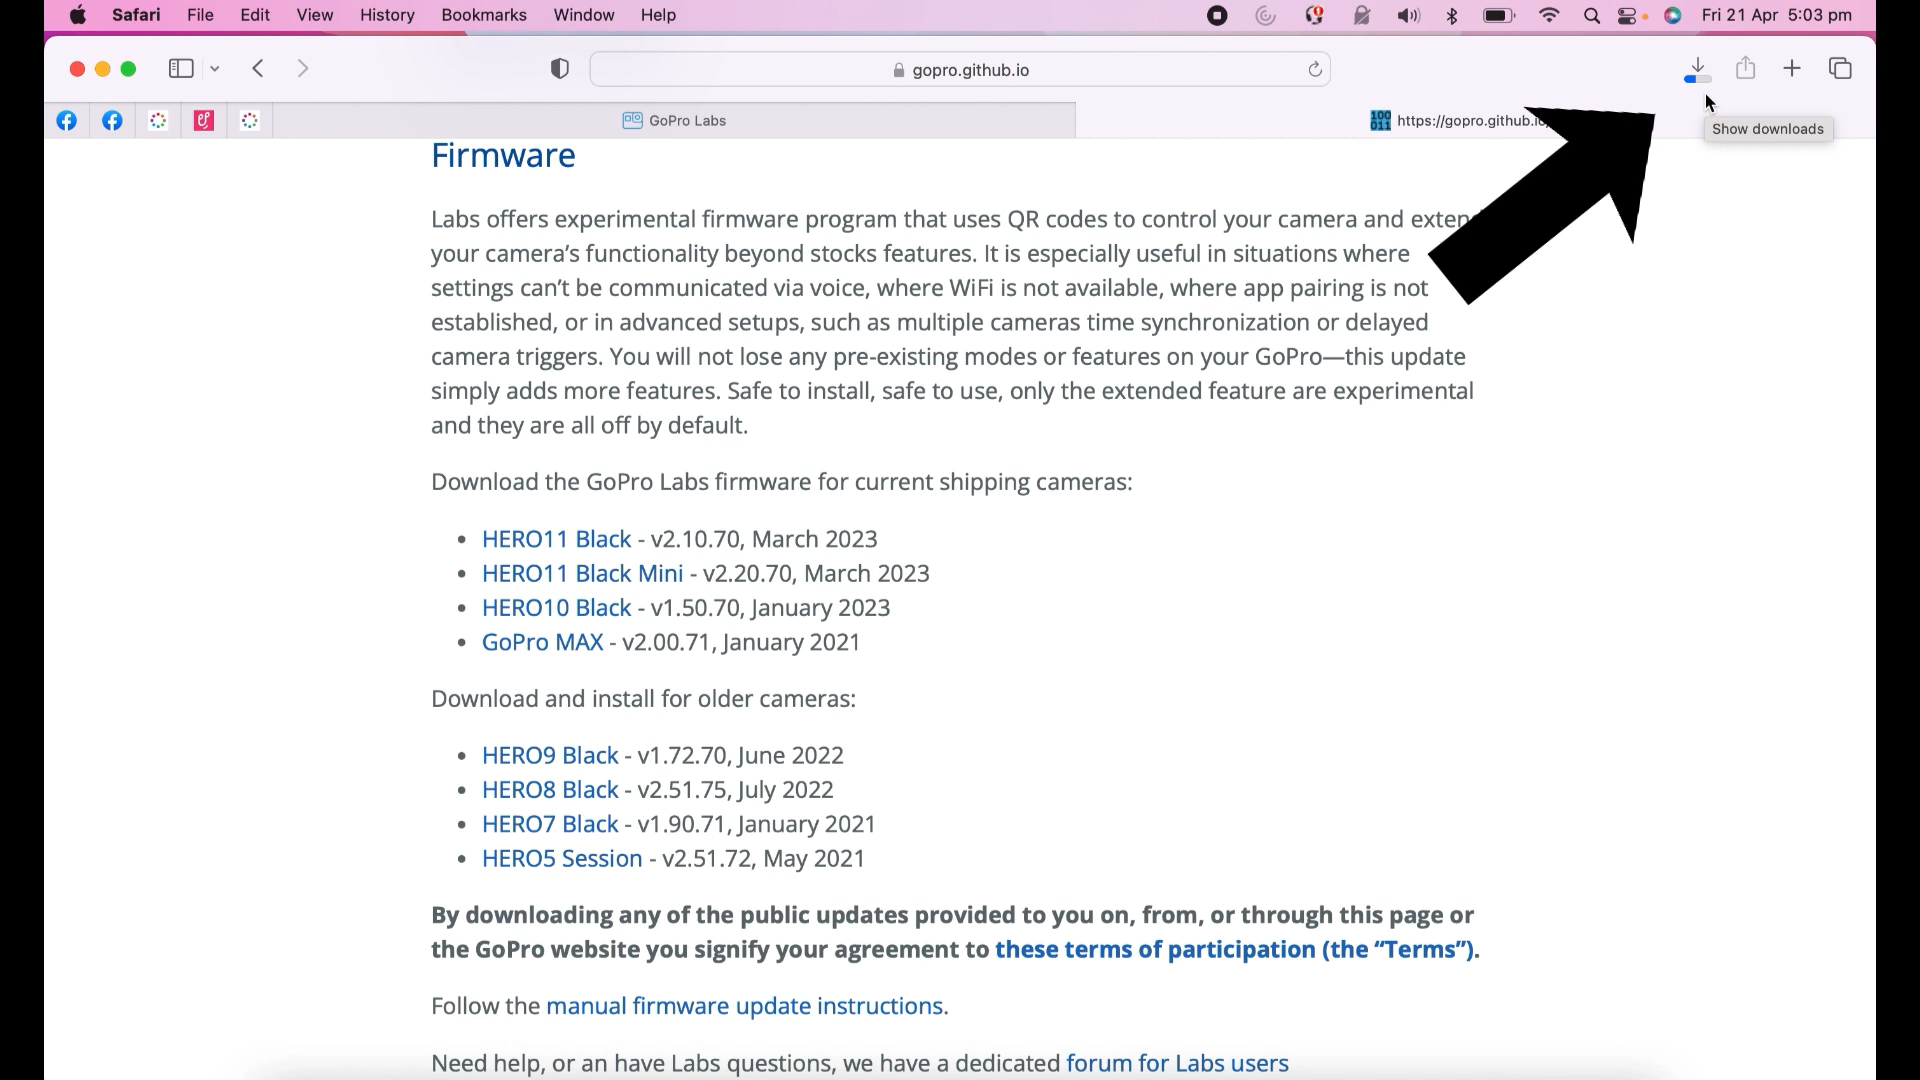 Safari File Edit View History Bookmarks Window Help Fri 21 Apr 5:03 pm
gopro.github.io
GoPro Labs
https://gopro.github.io
Show downloads
Firmware
Labs offers experimental firmware program that uses QR codes to control your camera and extend
your camera’s functionality beyond stocks features. It is especially useful in situations where
settings can’t be communicated via voice, where WiFi is not available, where app pairing is not
established, or in advanced setups, such as multiple cameras time synchronization or delayed
camera triggers. You will not lose any pre-existing modes or features on your GoPro—this update
simply adds more features. Safe to install, safe to use, only the extended feature are experimental
and they are all off by default.
Download the GoPro Labs firmware for current shipping cameras:
• HERO11 Black - v2.10.70, March 2023
• HERO11 Black Mini - v2.20.70, March 2023
• HERO10 Black - v1.50.70, January 2023
• GoPro MAX - v2.00.71, January 2021
Download and install for older cameras:
• HERO9 Black - v1.72.70, June 2022
• HERO8 Black - v2.51.75, July 2022
• HERO7 Black - v1.90.71, January 2021
• HERO5 Session - v2.51.72, May 2021
By downloading any of the public updates provided to you on, from, or through this page or
the GoPro website you signify your agreement to these terms of participation (the “Terms”).
Follow the manual firmware update instructions.
Need help, or an have Labs questions, we have a dedicated forum for Labs users